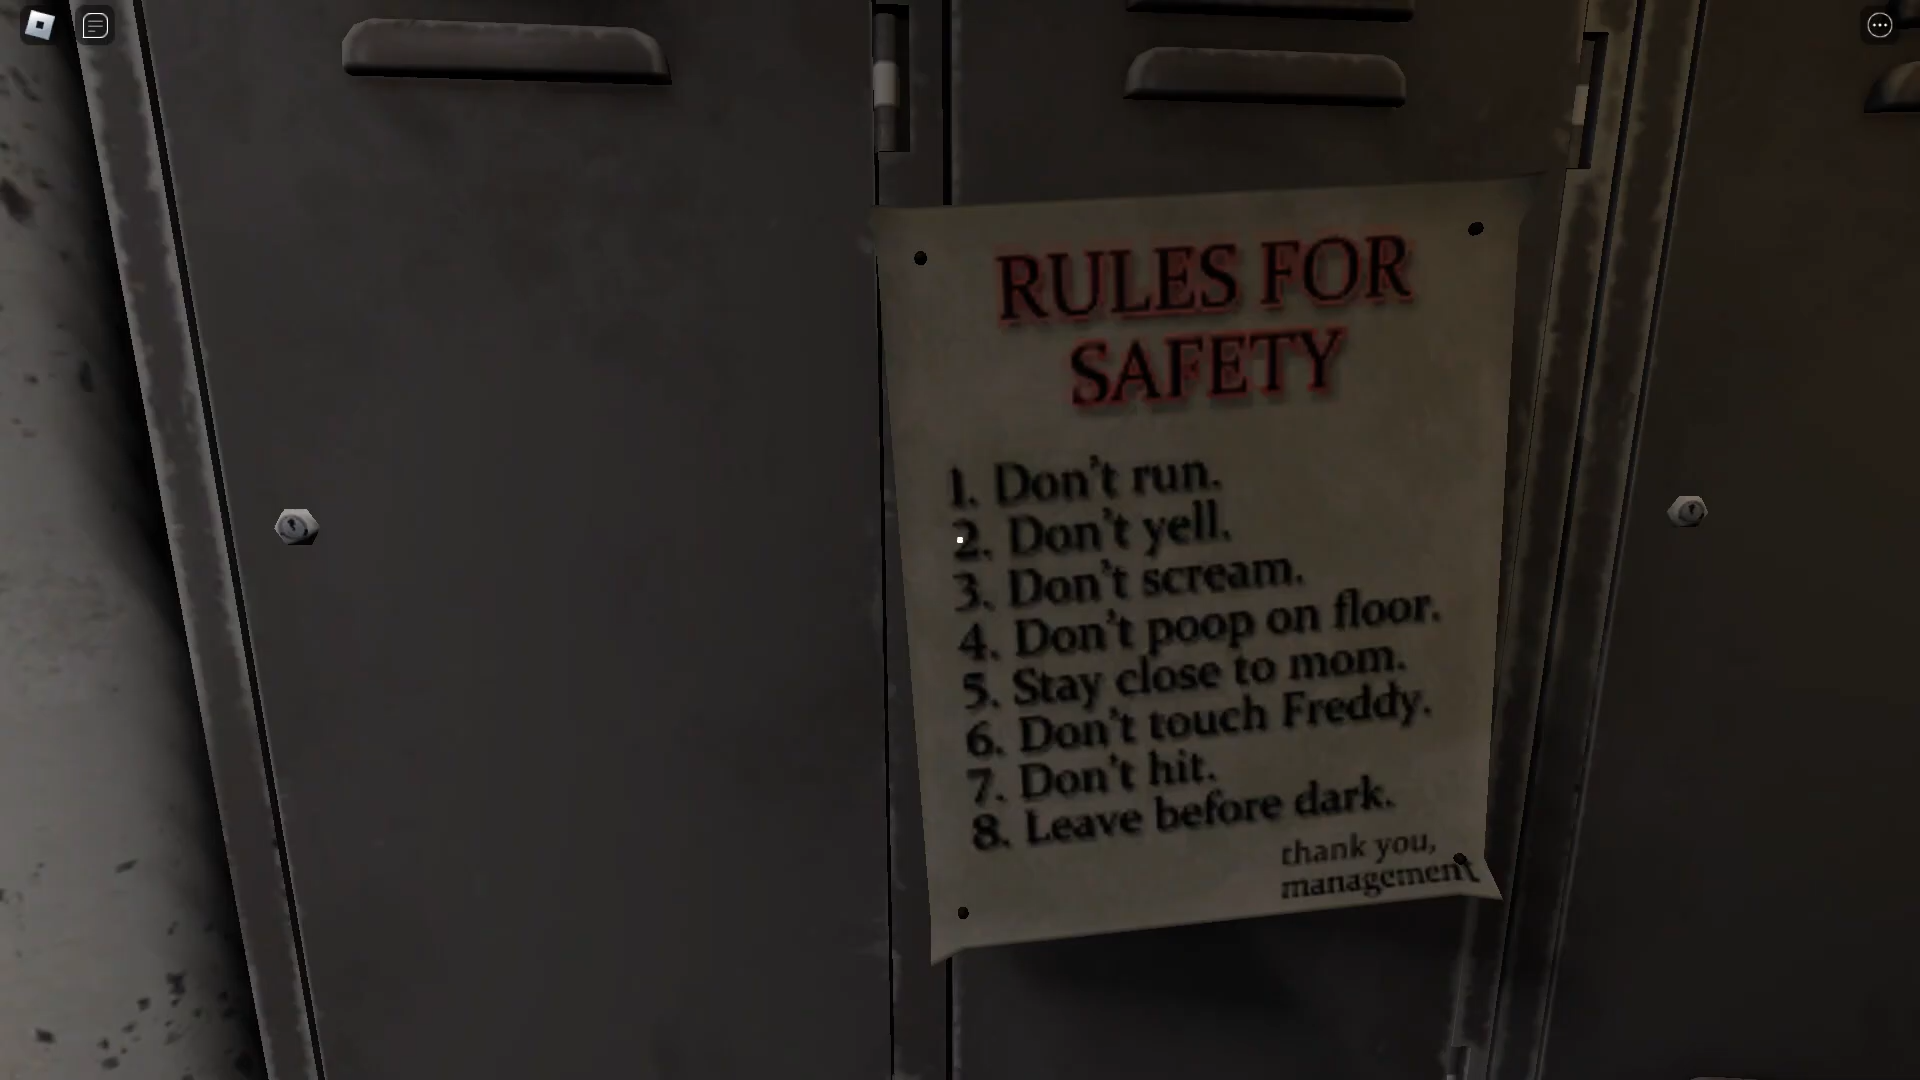 RULES FOR
SAFETY
1. Don't run.
2. Don't yell.
3. Don't scream.
4. Don't poop on floor.
5. Stay close to mom.
6. Don't touch Freddy.
7. Don't hit.
8. Leave before dark.
thank you,
management